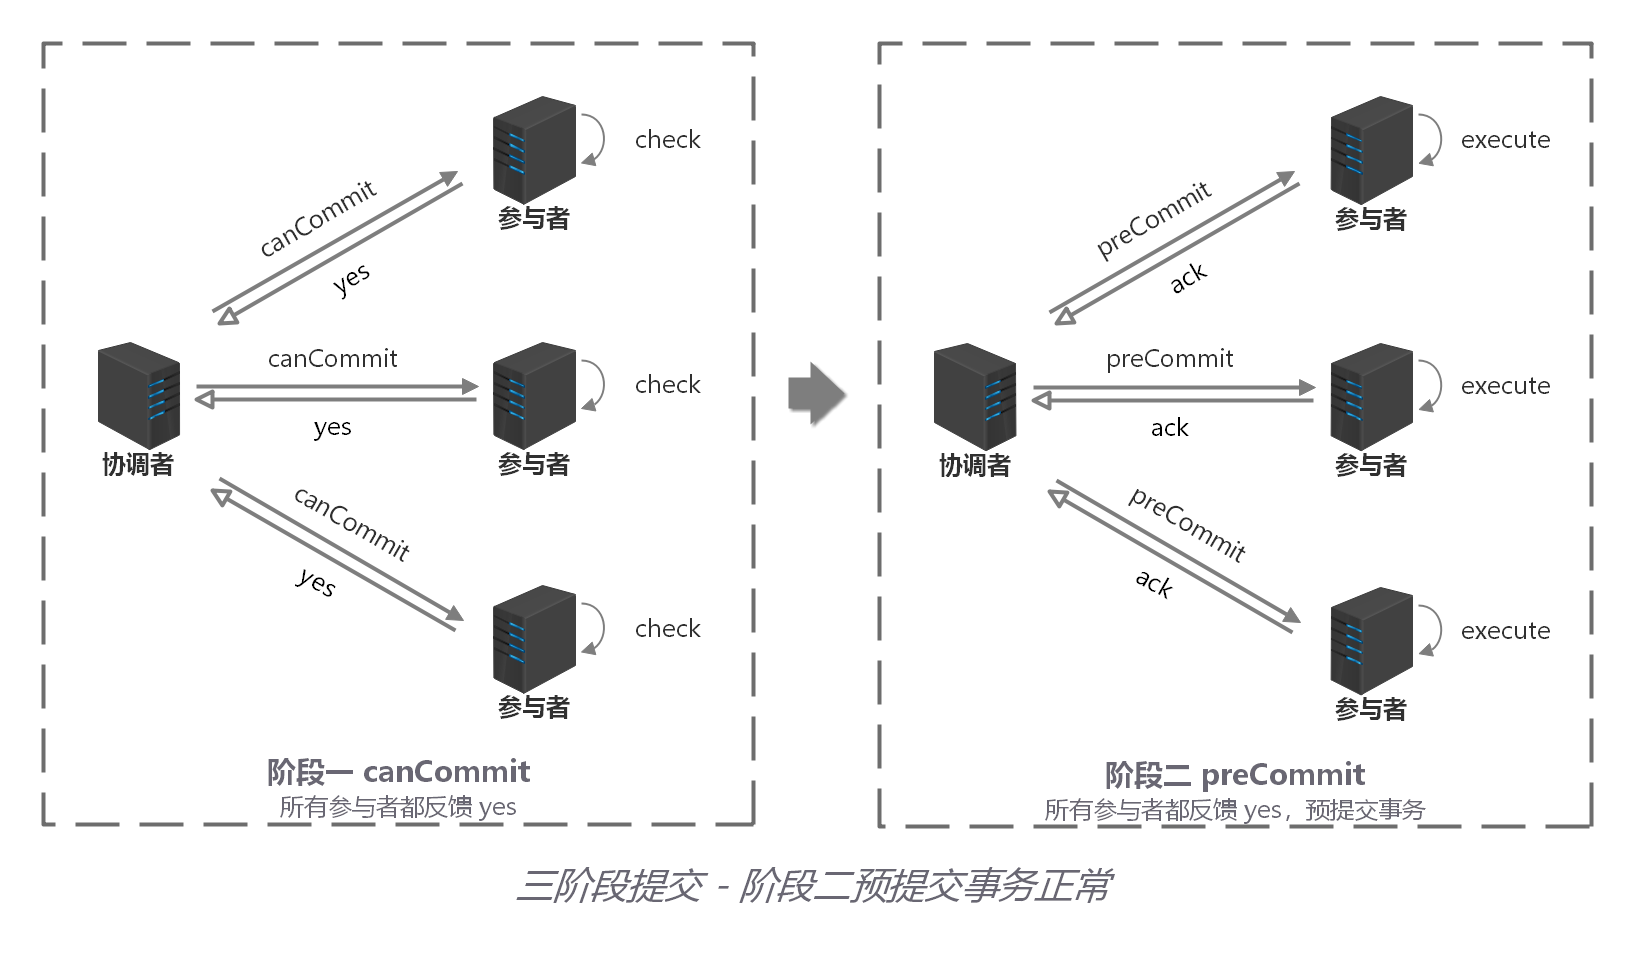 check
canCommit
yes
参与者
canCommit
yes
check
协调者
参与者
canCommit
yes
check
参与者
阶段一 canCommit
所有参与者都反馈 yes
execute
preCommit
ack
参与者
preCommit
ack
execute
协调者
参与者
preCommit
ack
execute
参与者
阶段二 preCommit
所有参与者都反馈 yes，预提交事务
三阶段提交 - 阶段二预提交事务正常